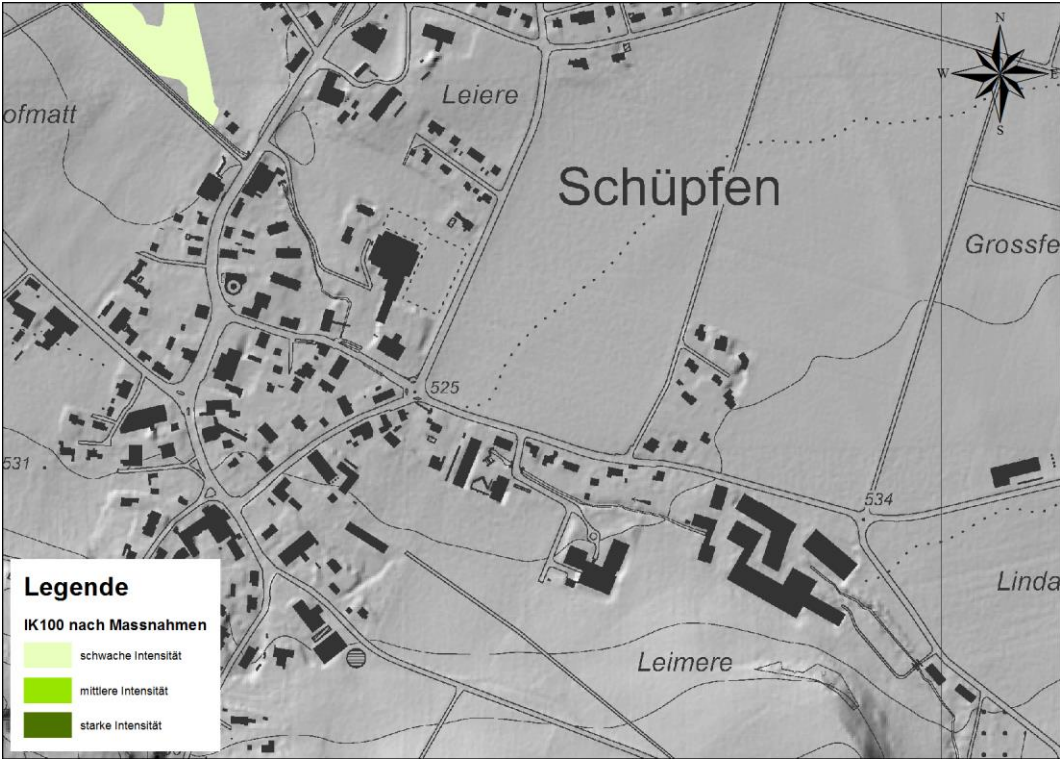 N
W
E
S
ofmatt
Leiere
Schüpfen
Grossfe
525
531
534
Linda
Leimere
Legende
IK100 nach Massnahmen
schwache Intensität
mittlere Intensität
starke Intensität